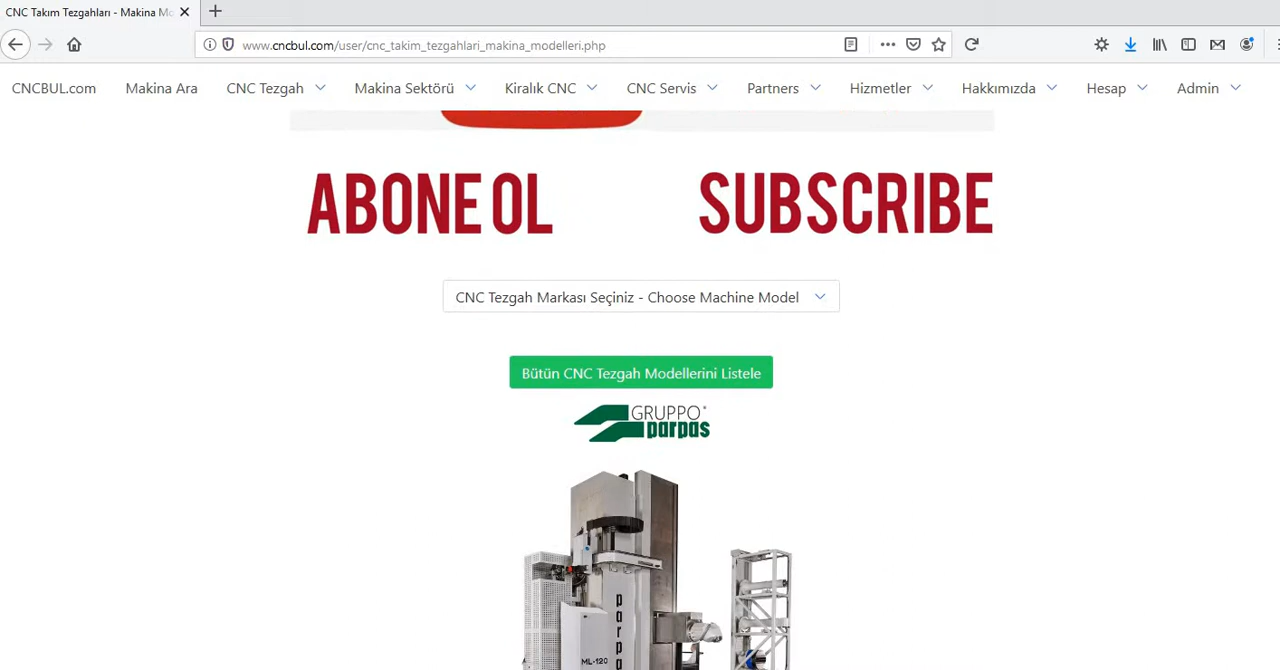 CNC Takım Tezgahları - Makina Mo
www.cncbul.com/user/cnc_takim_tezgahlari_makina_modelleri.php
CNCBUL.com Makina Ara CNC Tezgah Makina Sektörü Kiralık CNC CNC Servis Partners Hizmetler Hakkımızda Hesap Admin
ABONE OL SUBSCRIBE
CNC Tezgah Markası Seçiniz - Choose Machine Model
Bütün CNC Tezgah Modellerini Listele
GRUPPO
parpas
parpa
ML-120